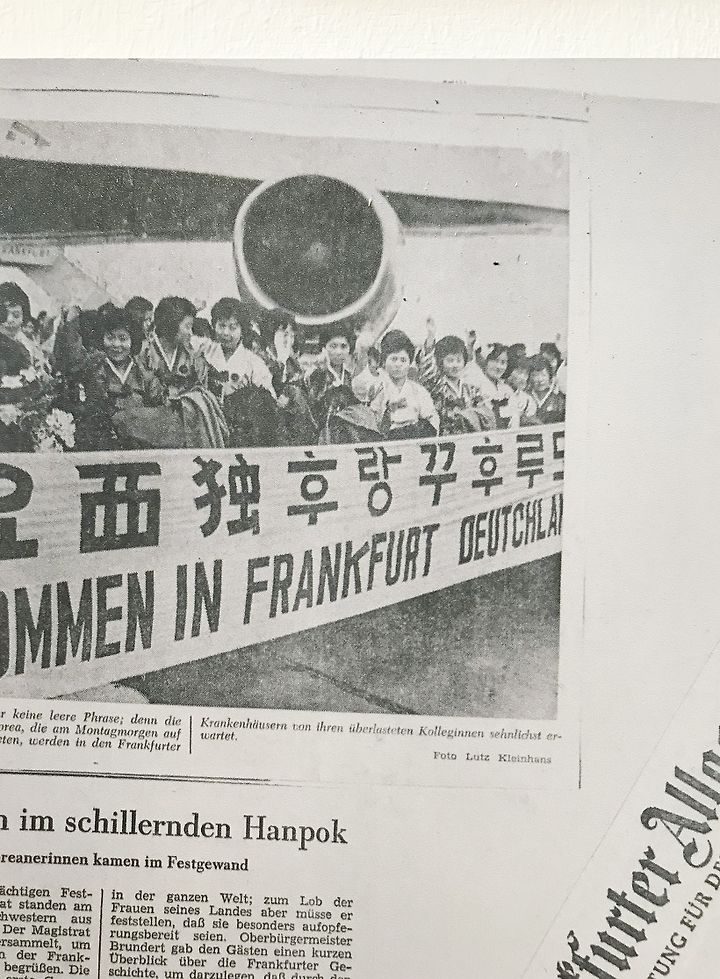 요 西 独 후랑꾸후루
OMMEN IN FRANKFURT DEUTCHLAN
r keine leere Phrase; denn die
orea, die am Montagmorgen auf
ten, werden in den Frankfurter
Krankenhäusern von ihren überlasteten Kolleginnen sehnlichst er-
wartet.
Foto Lutz Kleinhans
n im schillernden Hanpok
reanerinnen kamen im Festgewand
ächtigen Fest-
at standen am
hwestern aus
Der Magistrat
ersammelt, um
n der Frank-
begrüßen. Die
in der ganzen Welt; zum Lob der
Frauen seines Landes aber müsse er
feststellen, daß sie besonders aufopfe-
rungsbereit seien. Oberbürgermeister
Brundert gab den Gästen einen kurzen
Überblick über die Frankfurter Ge-
schichte, um darzulegen, daß durch den
furter Allg
TUNG FÜR DE